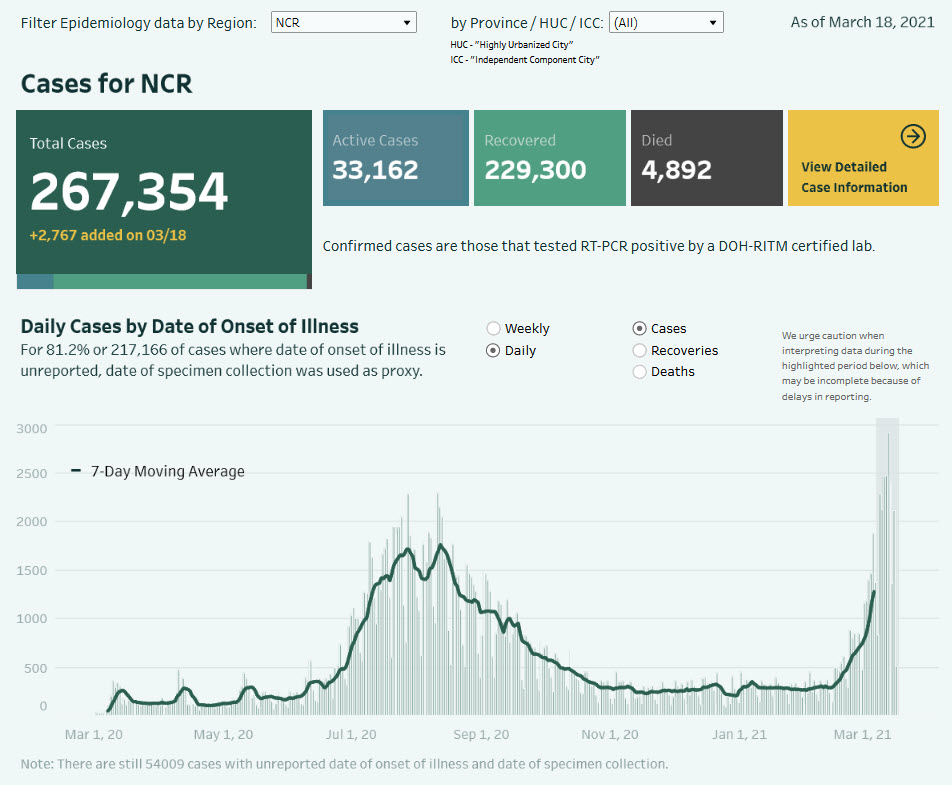 Filter Epidemiology data by Region: NCR by Province / HUC / ICC: (All) As of March 18, 2021
HUC - "Highly Urbanized City"
ICC - "Independent Component City"
Cases for NCR
Total Cases
267,354
+2,767 added on 03/18
Active Cases
33,162
Recovered
229,300
Died
4,892
View Detailed
Case Information
Confirmed cases are those that tested RT-PCR positive by a DOH-RITM certified lab.
Daily Cases by Date of Onset of Illness
For 81.2% or 217,166 of cases where date of onset of illness is
unreported, date of specimen collection was used as proxy.
Weekly
Daily
Cases
Recoveries
Deaths
We urge caution when
interpreting data during the
highlighted period below, which
may be incomplete because of
delays in reporting.
3000
2500
2000
1500
1000
500
0
7-Day Moving Average
Mar 1, 20 May 1, 20 Jul 1, 20 Sep 1, 20 Nov 1, 20 Jan 1, 21 Mar 1, 21
Note: There are still 54009 cases with unreported date of onset of illness and date of specimen collection.